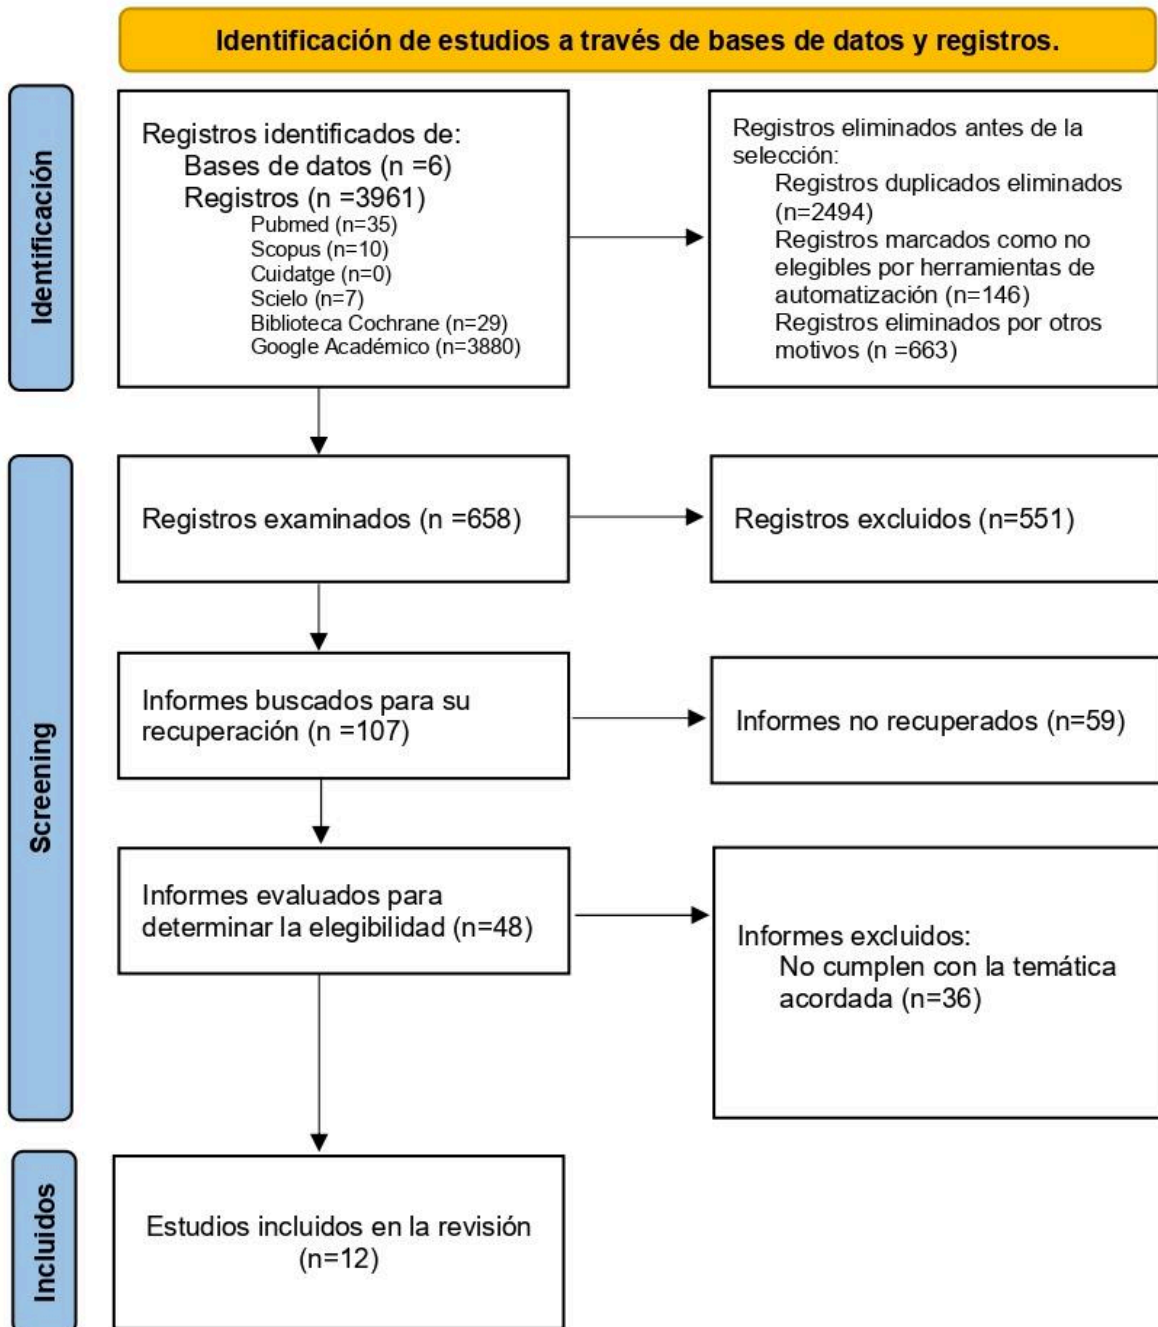 Identificación de estudios a través de bases de datos y registros.
Identificación
Registros identificados de:
Bases de datos (n =6)
Registros (n =3961)
Pubmed (n=35)
Scopus (n=10)
Cuidatge (n=0)
Scielo (n=7)
Biblioteca Cochrane (n=29)
Google Académico (n=3880)
Registros eliminados antes de la
selección:
Registros duplicados eliminados
(n=2494)
Registros marcados como no
elegibles por herramientas de
automatización (n=146)
Registros eliminados por otros
motivos (n =663)
Screening
Registros examinados (n =658)
Registros excluidos (n=551)
Informes buscados para su
recuperación (n =107)
Informes no recuperados (n=59)
Informes evaluados para
determinar la elegibilidad (n=48)
Informes excluidos:
No cumplen con la temática
acordada (n=36)
Incluidos
Estudios incluidos en la revisión
(n=12)